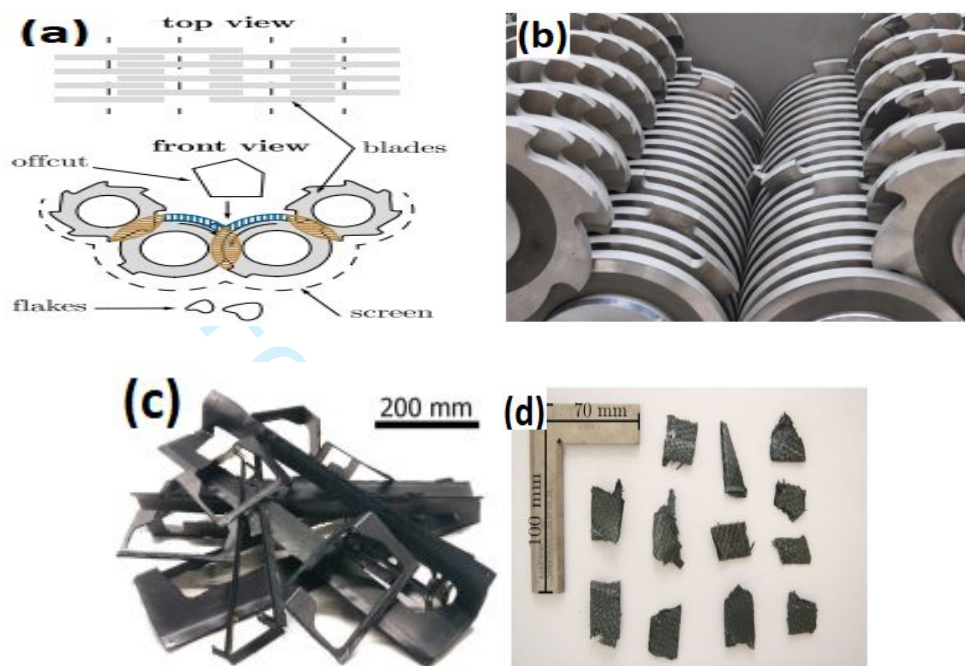 (a)
top view
offcut
front view
blades
flakes
screen
(b)
(c)
200 mm
(d)
70 mm
100 mm